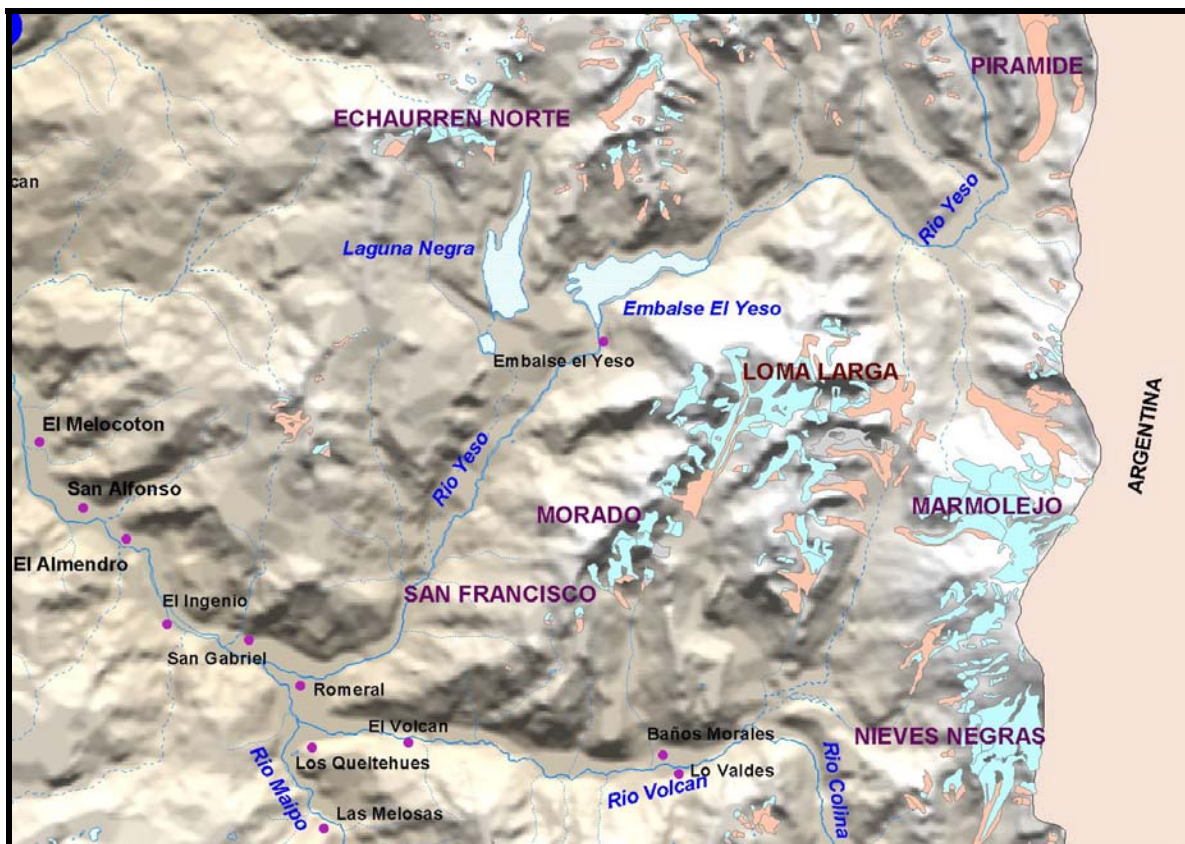 PIRAMIDE
ECHAURREN NORTE
can
Rio Yeso
Laguna Negra
Embalse El Yeso
Embalse el Yeso
LOMA LARGA
ARGENTINA
El Melocoton
Rio Yeso
San Alfonso
MORADO
MARMOLEJO
El Almendro
SAN FRANCISCO
El Ingenio
San Gabriel
Romeral
El Volcan
Baños Morales
NIEVES NEGRAS
Los Queltehues
Lo Valdes
Rio Maipo
Rio Volcan
Rio Colina
Las Melosas